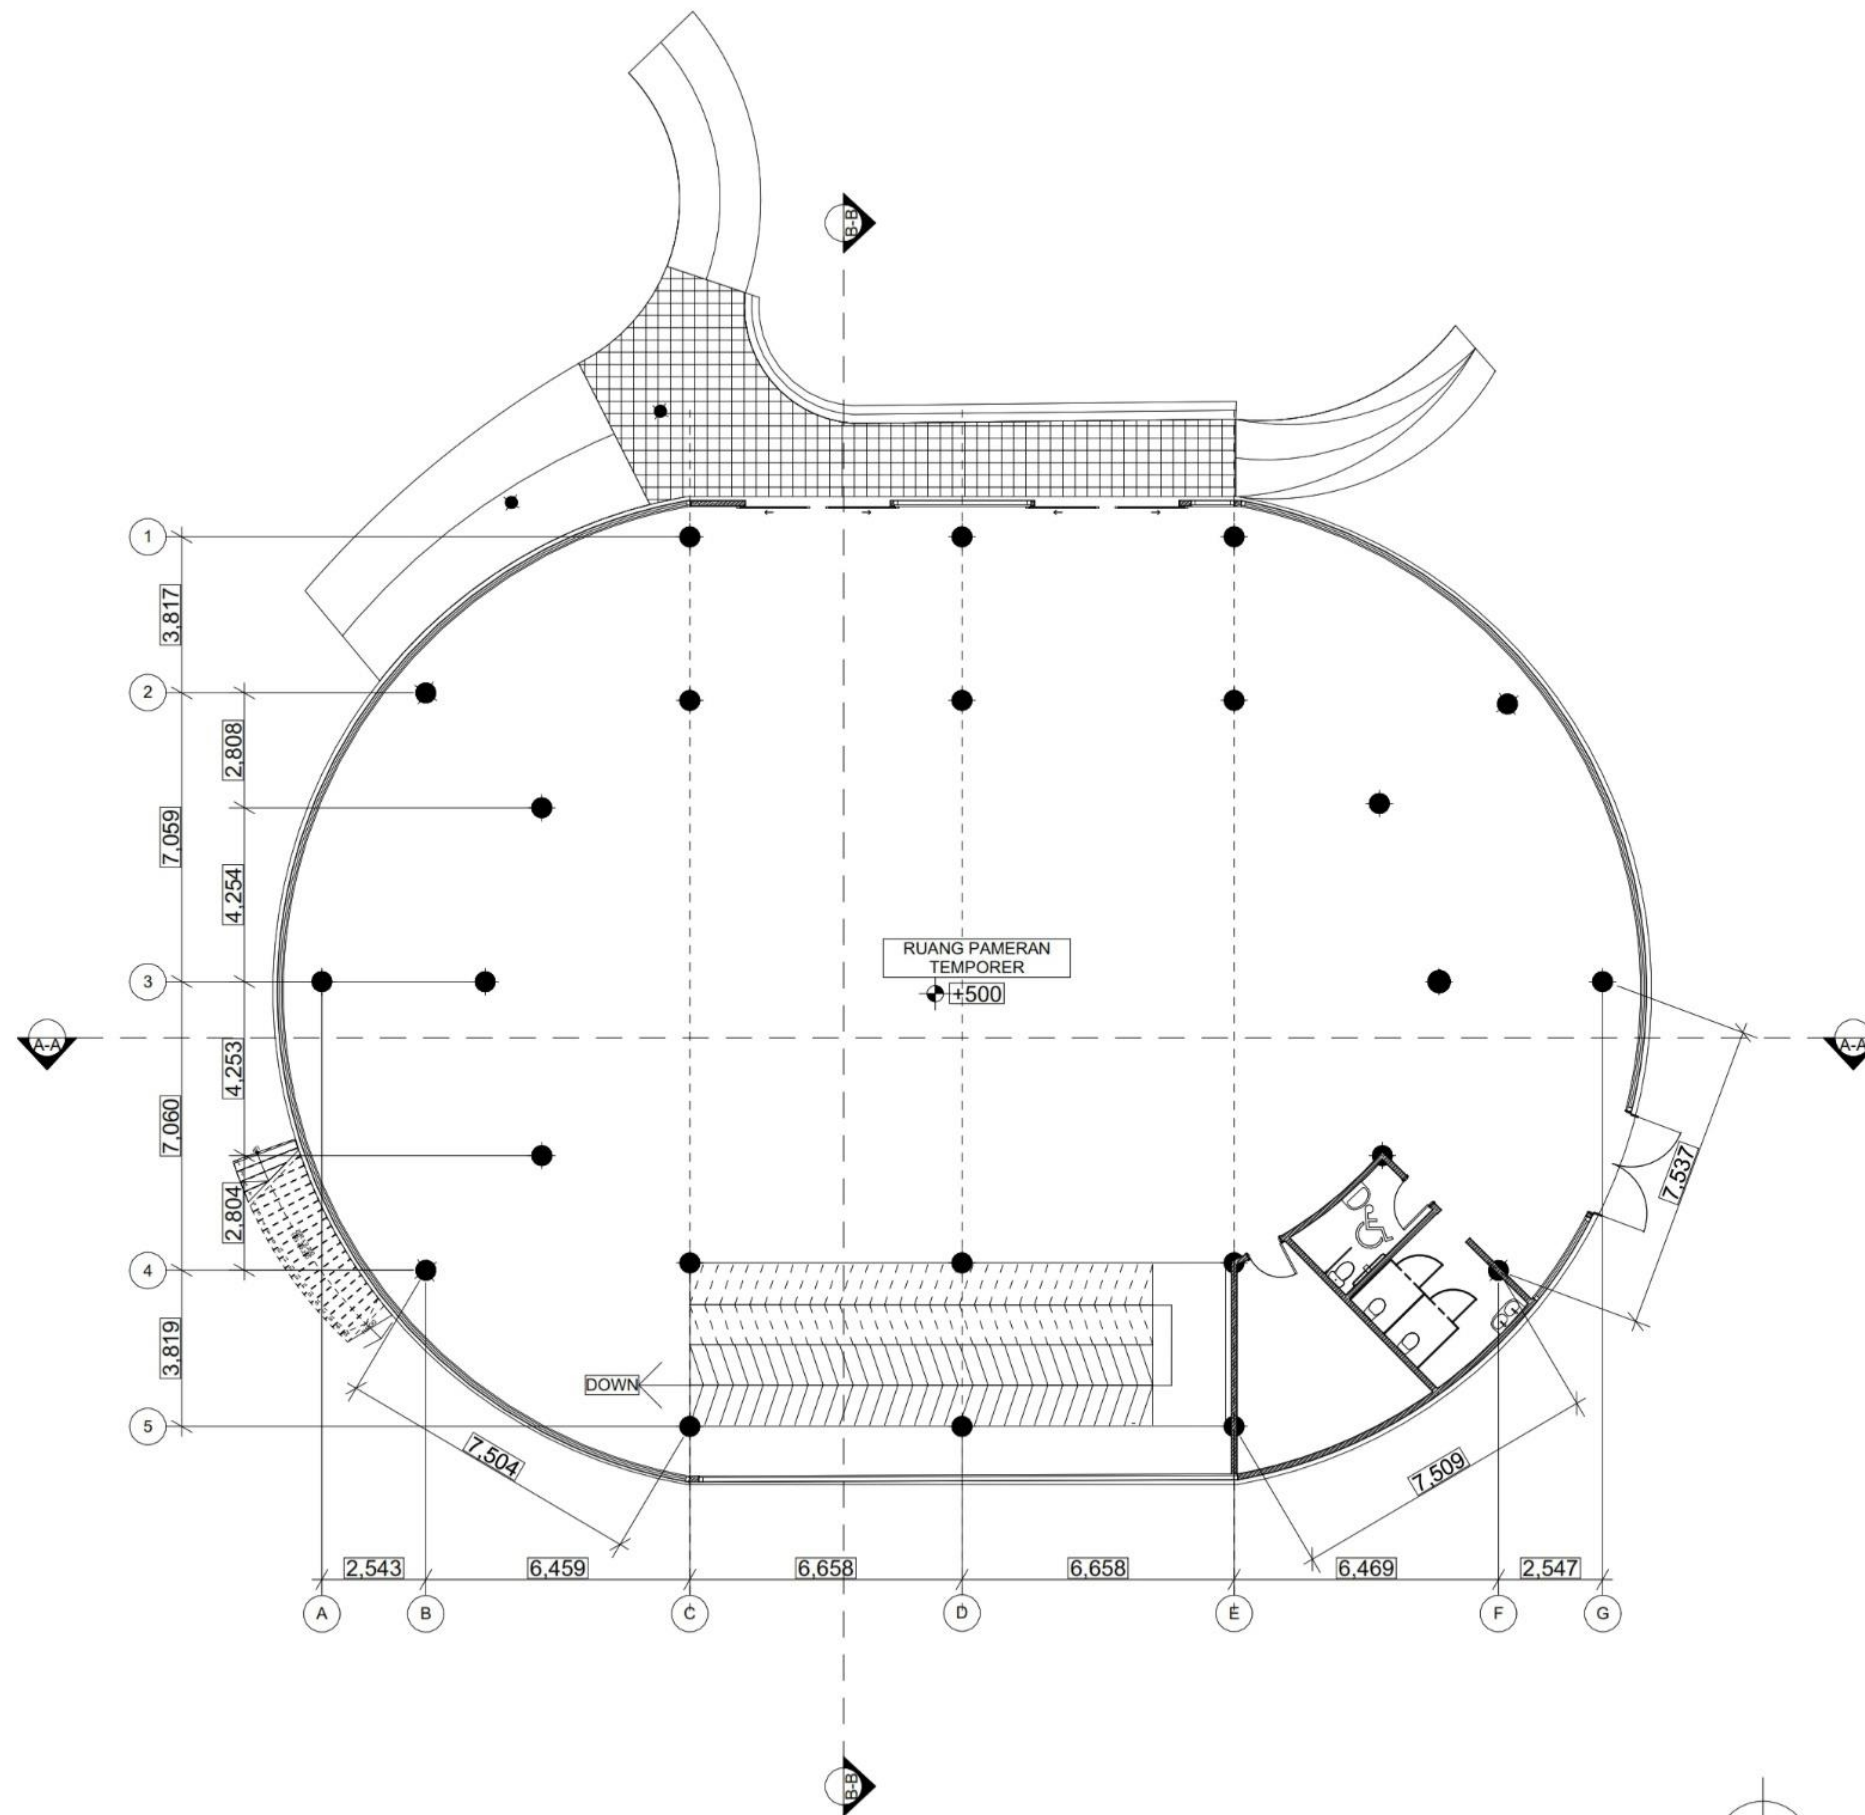 B-B
1
3,817
2
2,808
7,059
4,254
RUANG PAMERAN
TEMPORER
+500
3
A-A
A-A
4,253
7,060
7,537
2,804
4
3,819
DOWN
5
7,504
7,509
2,543
6,459
6,658
6,658
6,469
2,547
A
B
C
D
E
F
G
B-B